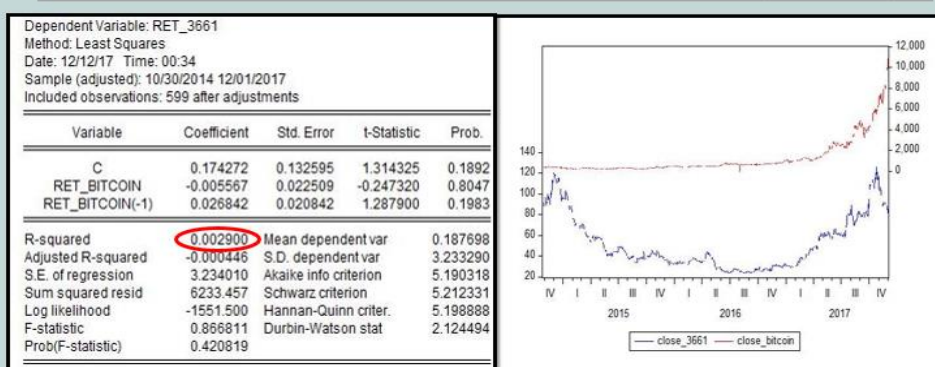 Dependent Variable: RET_3661
Method: Least Squares
Date: 12/12/17 Time: 00:34
Sample (adjusted): 10/30/2014 12/01/2017
Included observations: 599 after adjustments
Variable Coefficient Std. Error t-Statistic Prob.
C 0.174272 0.132595 1.314325 0.1892
RET_BITCOIN -0.005567 0.022509 -0.247320 0.8047
RET_BITCOIN(-1) 0.026842 0.020842 1.287900 0.1983
R-squared 0.002900 Mean dependent var 0.187698
Adjusted R-squared -0.000446 S.D. dependent var 3.233290
S.E. of regression 3.234010 Akaike info criterion 5.190318
Sum squared resid 6233.457 Schwarz criterion 5.212331
Log likelihood -1551.500 Hannan-Quinn criter. 5.198888
F-statistic 0.866811 Durbin-Watson stat 2.124494
Prob(F-statistic) 0.420819
12,000
10,000
8,000
6,000
4,000
2,000
0
140
120
100
80
60
40
20
IV I II III IV I II III IV I II III IV
2015 2016 2017
close_3661 close_bitcoin